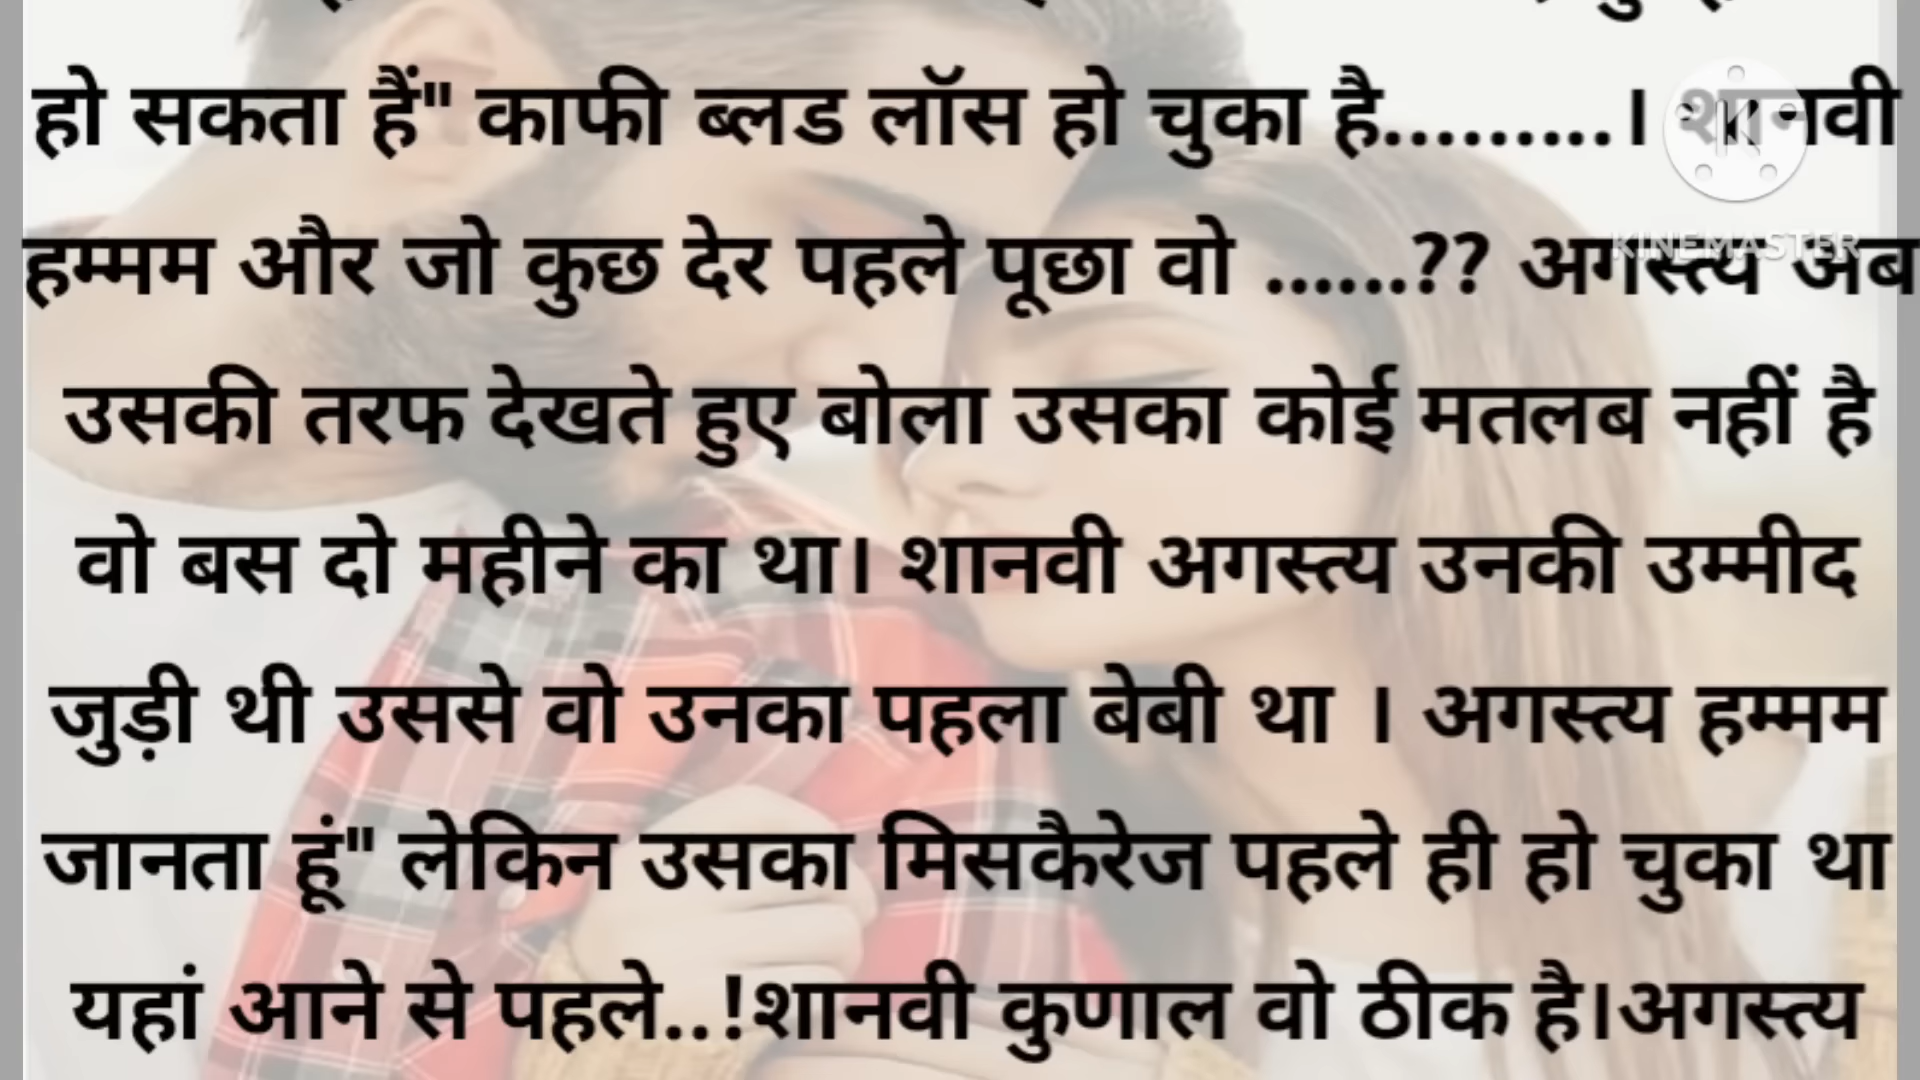 हो सकता हैं" काफी ब्लड लॉस हो चुका है.........। शानवी
हम्मम और जो कुछ देर पहले पूछा वो ......?? अगस्त्य अब
KINEMASTER
उसकी तरफ देखते हुए बोला उसका कोई मतलब नहीं है
वो बस दो महीने का था। शानवी अगस्त्य उनकी उम्मीद
जुड़ी थी उससे वो उनका पहला बेबी था । अगस्त्य हम्मम
जानता हूं" लेकिन उसका मिसकैरेज पहले ही हो चुका था
यहां आने से पहले..!शानवी कुणाल वो ठीक है।अगस्त्य